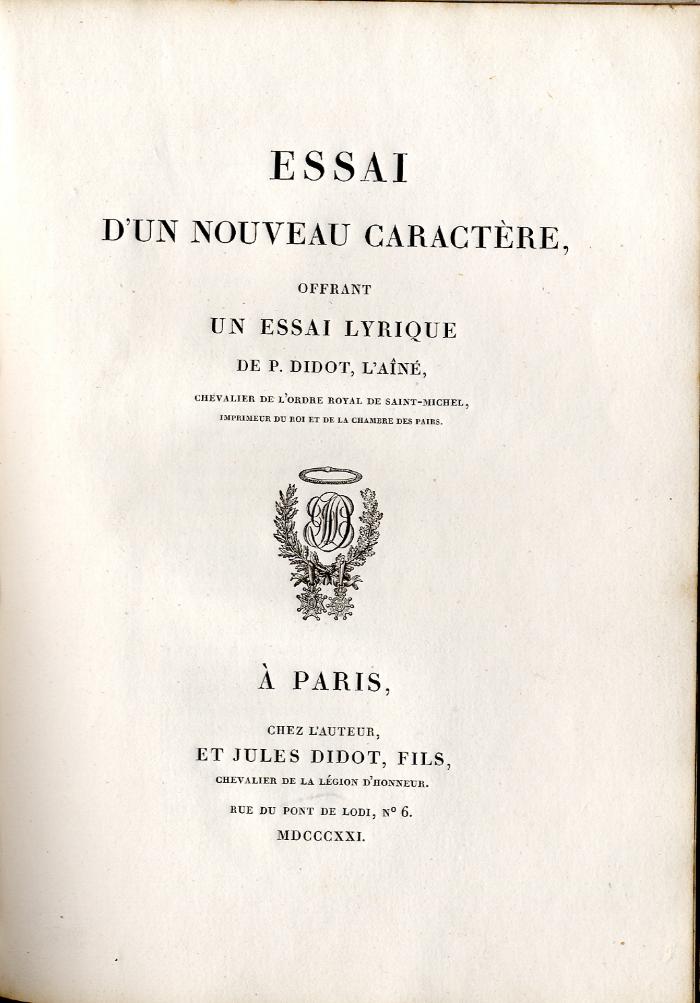 ESSAI
D'UN NOUVEAU CARACTÈRE,
OFFRANT
UN ESSAI LYRIQUE
DE P. DIDOT, L'AÎNÉ,
CHEVALIER DE L'ORDRE ROYAL DE SAINT-MICHEL,
IMPRIMEUR DU ROI ET DE LA CHAMBRE DES PAIRS.
À PARIS,
CHEZ L'AUTEUR,
ET JULES DIDOT, FILS,
CHEVALIER DE LA LÉGION D'HONNEUR.
RUE DU PONT DE LODI, Nº 6.
MDCCCXXI.